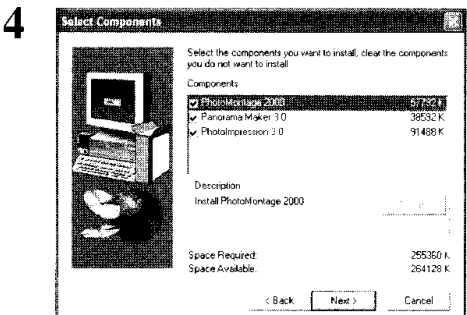 4
Select Components
Select the components you want to install, clear the components
you do not want to install
Components
PhotoMontage 2000 57792 K
Panorama Maker 3.0 38592 K
PhotoImpression 3.0 91488 K
Description
Install PhotoMontage 2000
Space Required: 255360 K
Space Available: 264128 K
< Back Next > Cancel